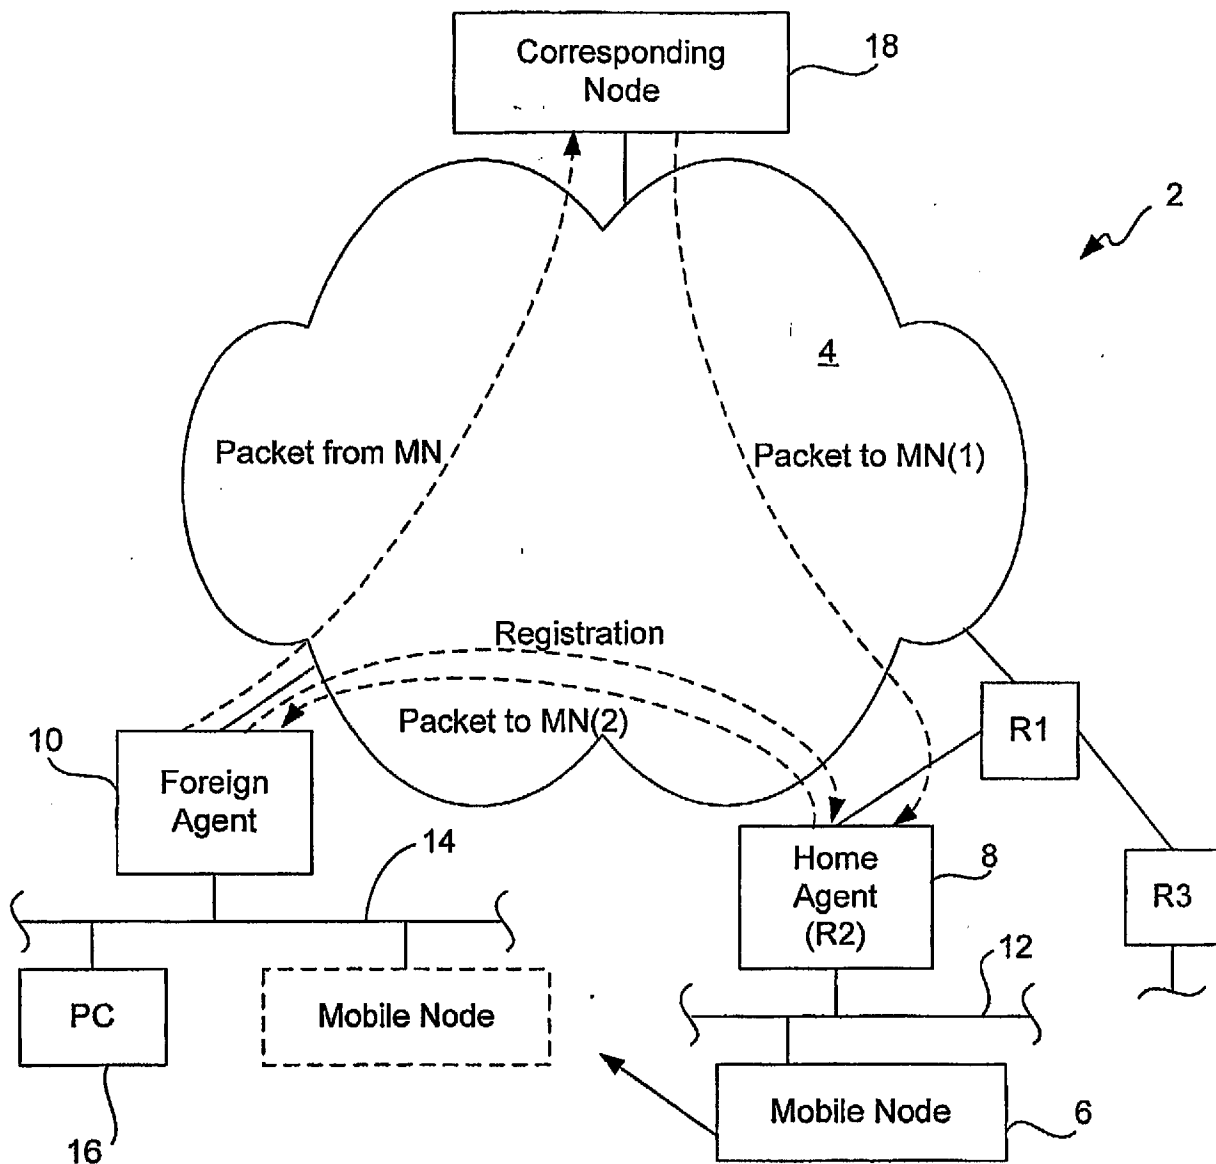 Corresponding
Node
18
2
4
Packet from MN
Packet to MN(1)
Registration
Packet to MN(2)
R1
10
Foreign
Agent
14
Home
Agent
(R2)
8
R3
12
PC
Mobile Node
Mobile Node
6
16